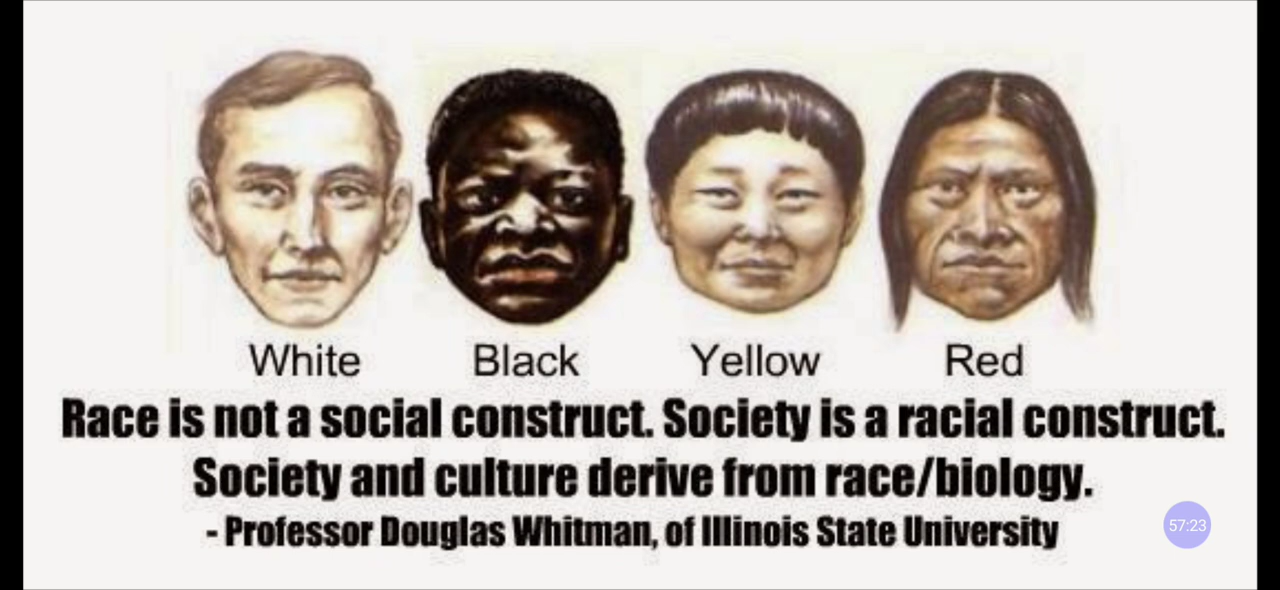 White Black Yellow Red
Race is not a social construct. Society is a racial construct.
Society and culture derive from race/biology.
- Professor Douglas Whitman, of Illinois State University
57:23